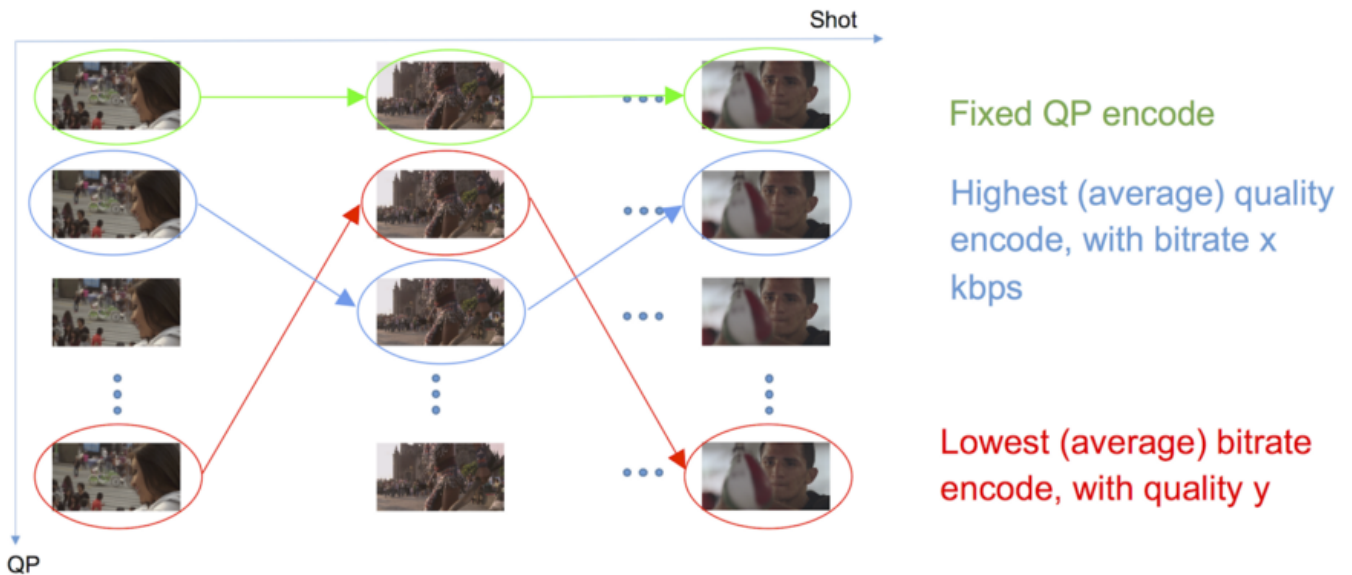 Shot
Fixed QP encode
Highest (average) quality
encode, with bitrate x
kbps
Lowest (average) bitrate
encode, with quality y
QP